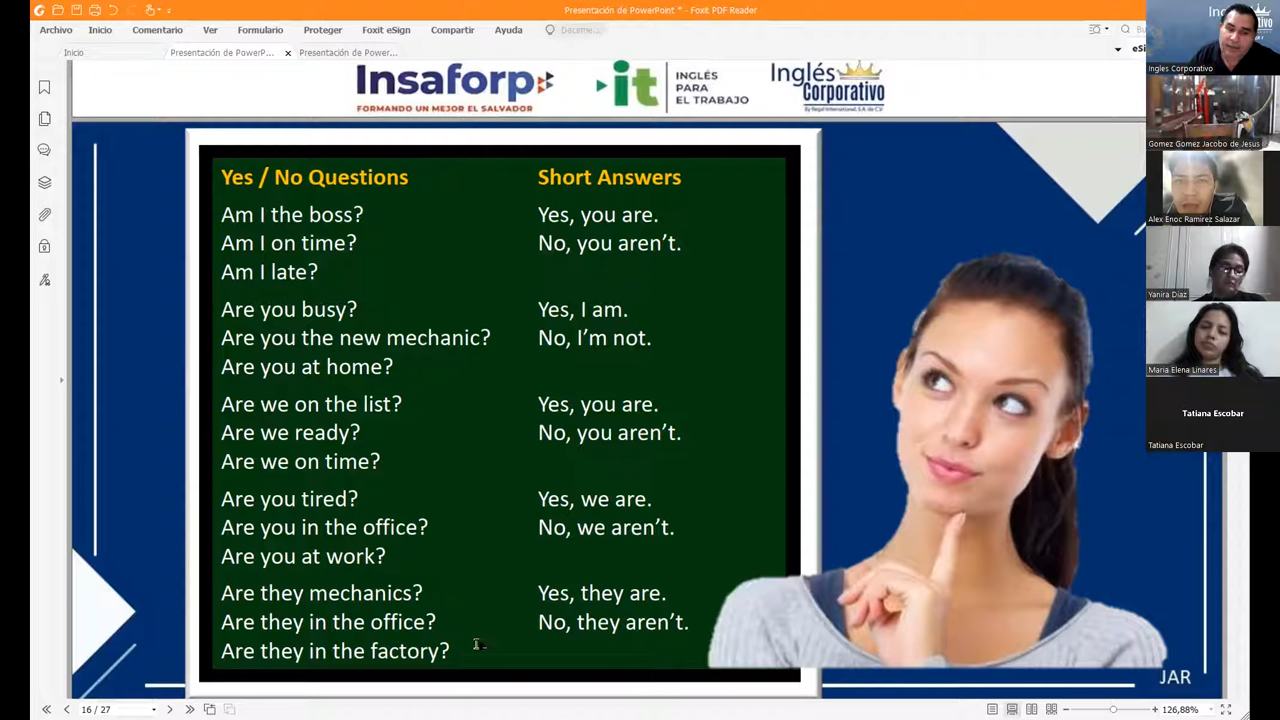 Presentación de PowerPoint * - Foxit PDF Reader
Archivo Inicio Comentario Ver Formulario Proteger Foxit eSign Compartir Ayuda
Inicio Presentación de PowerP... Presentación de Power...
Insaforp
FORMANDO UN MEJOR EL SALVADOR
it
INGLÉS
PARA
EL TRABAJO
Inglés
Corporativo
Yes / No Questions Short Answers
Am I the boss? Yes, you are.
Am I on time? No, you aren't.
Am I late?
Are you busy? Yes, I am.
Are you the new mechanic? No, I'm not.
Are you at home?
Are we on the list? Yes, you are.
Are we ready? No, you aren't.
Are we on time?
Are you tired? Yes, we are.
Are you in the office? No, we aren't.
Are you at work?
Are they mechanics? Yes, they are.
Are they in the office? No, they aren't.
Are they in the factory?
JAR
16 / 27
126,88%
Ingles Corporativo
Gomez Gomez Jacobo de Jesus
Alex Enoc Ramirez Salazar
Yanira Diaz
Maria Elena Linares
Tatiana Escobar
Tatiana Escobar